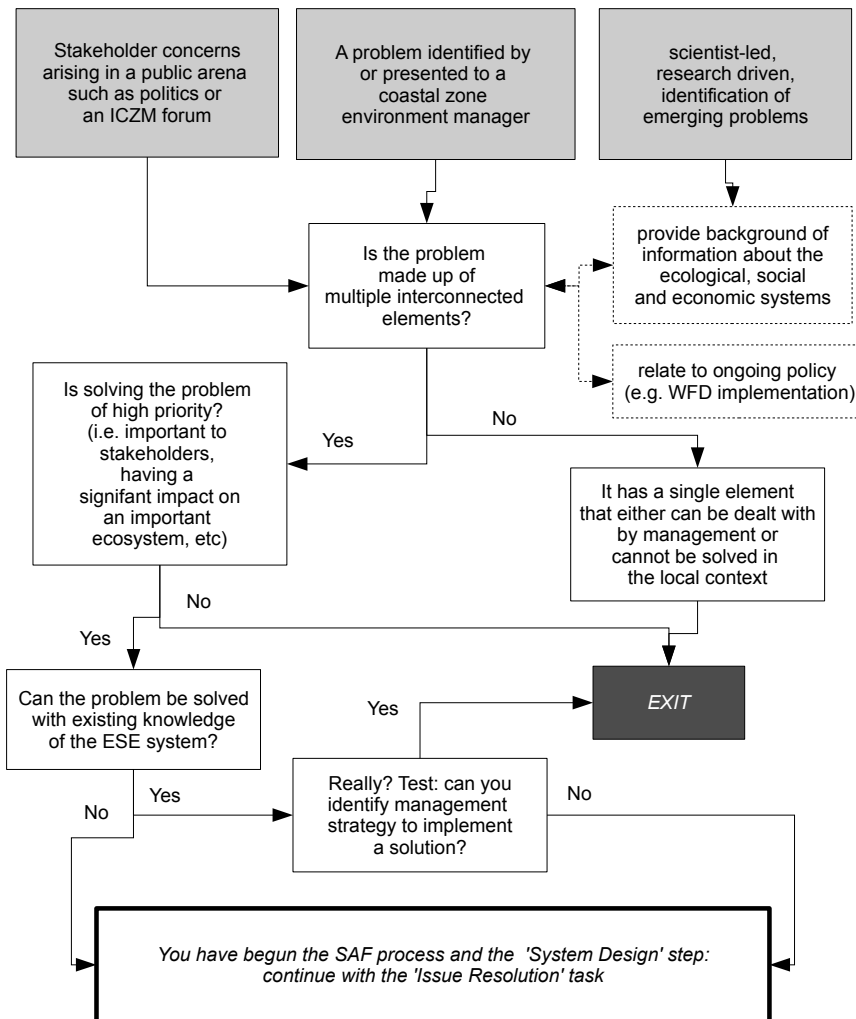 Stakeholder concerns
arising in a public arena
such as politics or
an ICZM forum
A problem identified by
or presented to a
coastal zone
environment manager
scientist-led,
research driven,
identification of
emerging problems
Is the problem
made up of
multiple interconnected
elements?
provide background of
information about the
ecological, social
and economic systems
relate to ongoing policy
(e.g. WFD implementation)
Is solving the problem
of high priority?
(i.e. important to
stakeholders,
having a
signifant impact on
an important
ecosystem, etc)
Yes
No
It has a single element
that either can be dealt with
by management or
cannot be solved in
the local context
No
Yes
Can the problem be solved
with existing knowledge
of the ESE system?
Yes
EXIT
No
Yes
Really? Test: can you
identify management
strategy to implement
a solution?
No
You have begun the SAF process and the 'System Design' step:
continue with the 'Issue Resolution' task